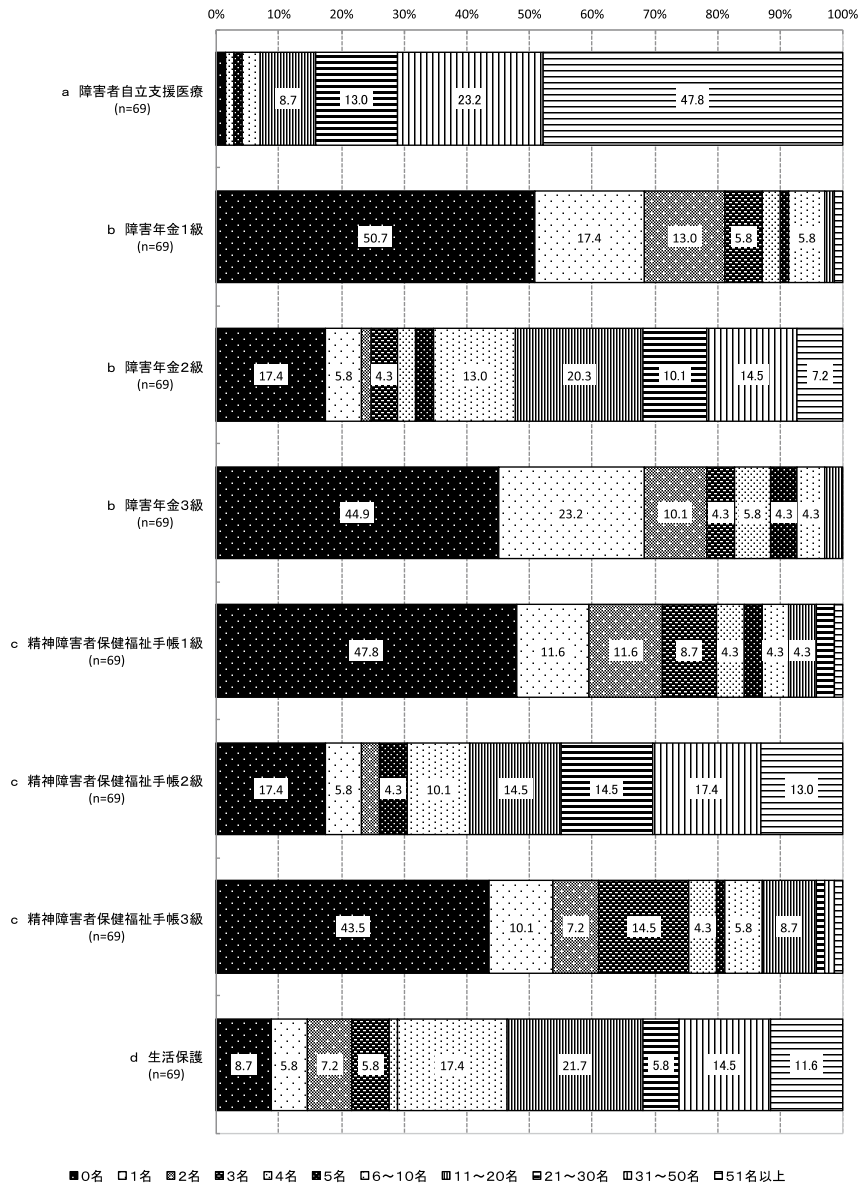 0% 10% 20% 30% 40% 50% 60% 70% 80% 90% 100%
a 障害者自立支援医療
(n=69)
8.7 13.0 23.2 47.8
b 障害年金1級
(n=69)
50.7 17.4 13.0 5.8 5.8
b 障害年金2級
(n=69)
17.4 5.8 4.3 13.0 20.3 10.1 14.5 7.2
b 障害年金3級
(n=69)
44.9 23.2 10.1 4.3 5.8 4.3 4.3
c 精神障害者保健福祉手帳1級
(n=69)
47.8 11.6 11.6 8.7 4.3 4.3 4.3
c 精神障害者保健福祉手帳2級
(n=69)
17.4 5.8 4.3 10.1 14.5 14.5 17.4 13.0
c 精神障害者保健福祉手帳3級
(n=69)
43.5 10.1 7.2 14.5 4.3 5.8 8.7
d 生活保護
(n=69)
8.7 5.8 7.2 5.8 17.4 21.7 5.8 14.5 11.6
0名 1名 2名 3名 4名 5名 6～10名 11～20名 21～30名 31～50名 51名以上